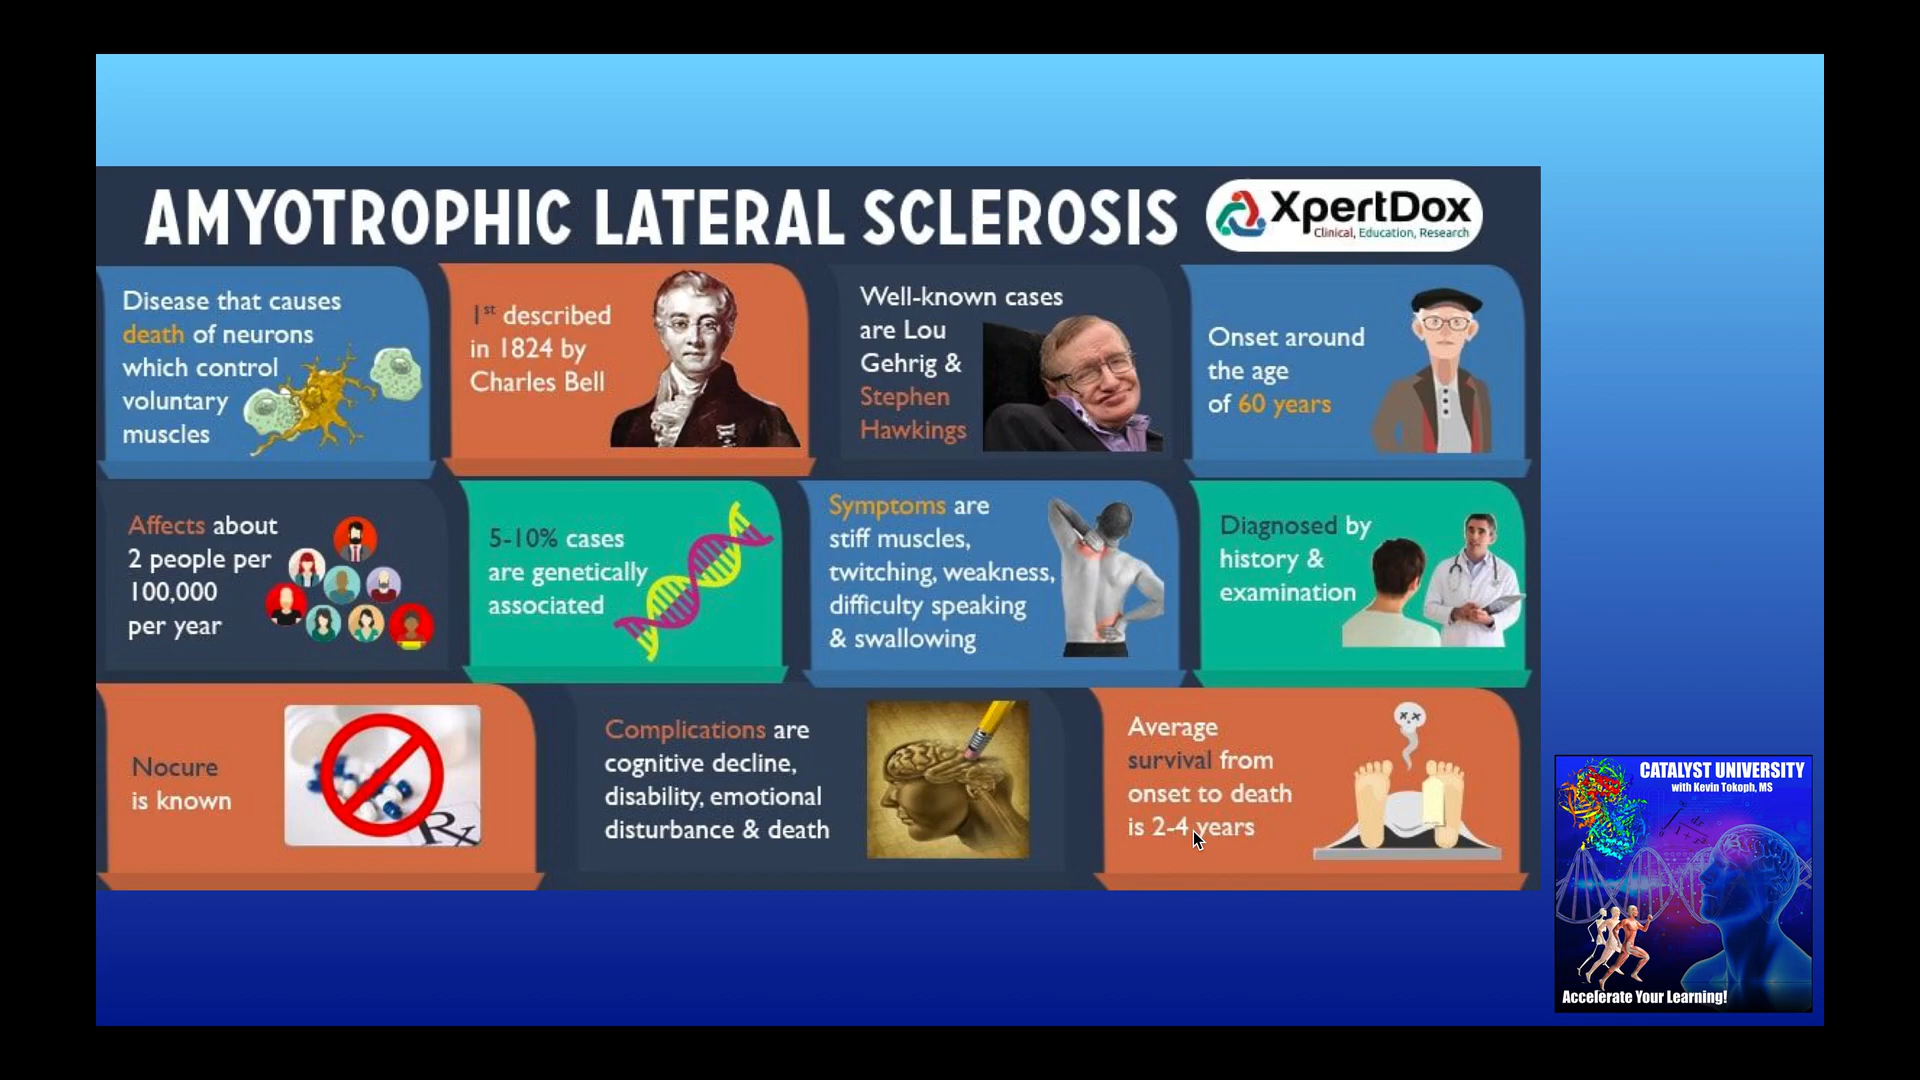 AMYOTROPHIC LATERAL SCLEROSIS
XpertDox
Clinical, Education, Research
Disease that causes
death of neurons
which control
voluntary
muscles
1st described
in 1824 by
Charles Bell
Well-known cases
are Lou
Gehrig &
Stephen
Hawkings
Onset around
the age
of 60 years
Affects about
2 people per
100,000
per year
5-10% cases
are genetically
associated
Symptoms are
stiff muscles,
twitching, weakness,
difficulty speaking
& swallowing
Diagnosed by
history &
examination
Nocure
is known
Rx
Complications are
cognitive decline,
disability, emotional
disturbance & death
Average
survival from
onset to death
is 2-4 years
CATALYST UNIVERSITY
with Kevin Tokoph, MS
Accelerate Your Learning!